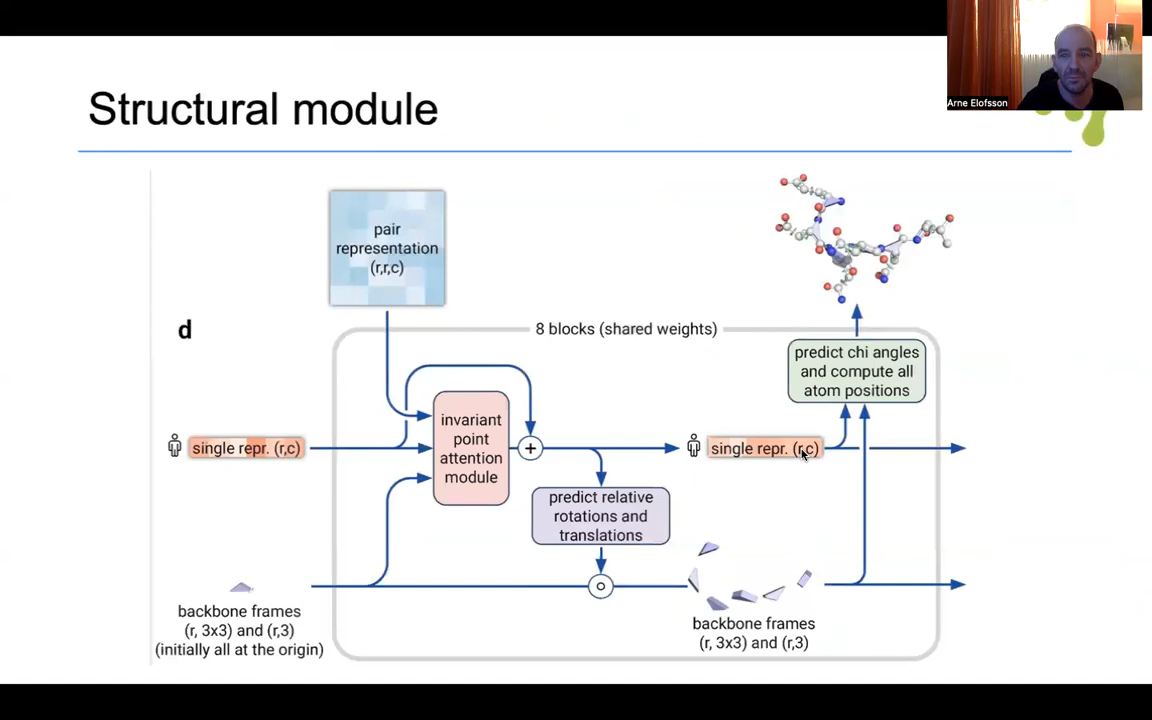 Arne Elofsson
Structural module
pair
representation
(r,r,c)
d
8 blocks (shared weights)
predict chi angles
and compute all
atom positions
invariant
point
attention
module
single repr. (r,c)
+
single repr. (r,c)
predict relative
rotations and
translations
backbone frames
(r, 3x3) and (r,3)
(initially all at the origin)
backbone frames
(r, 3x3) and (r,3)